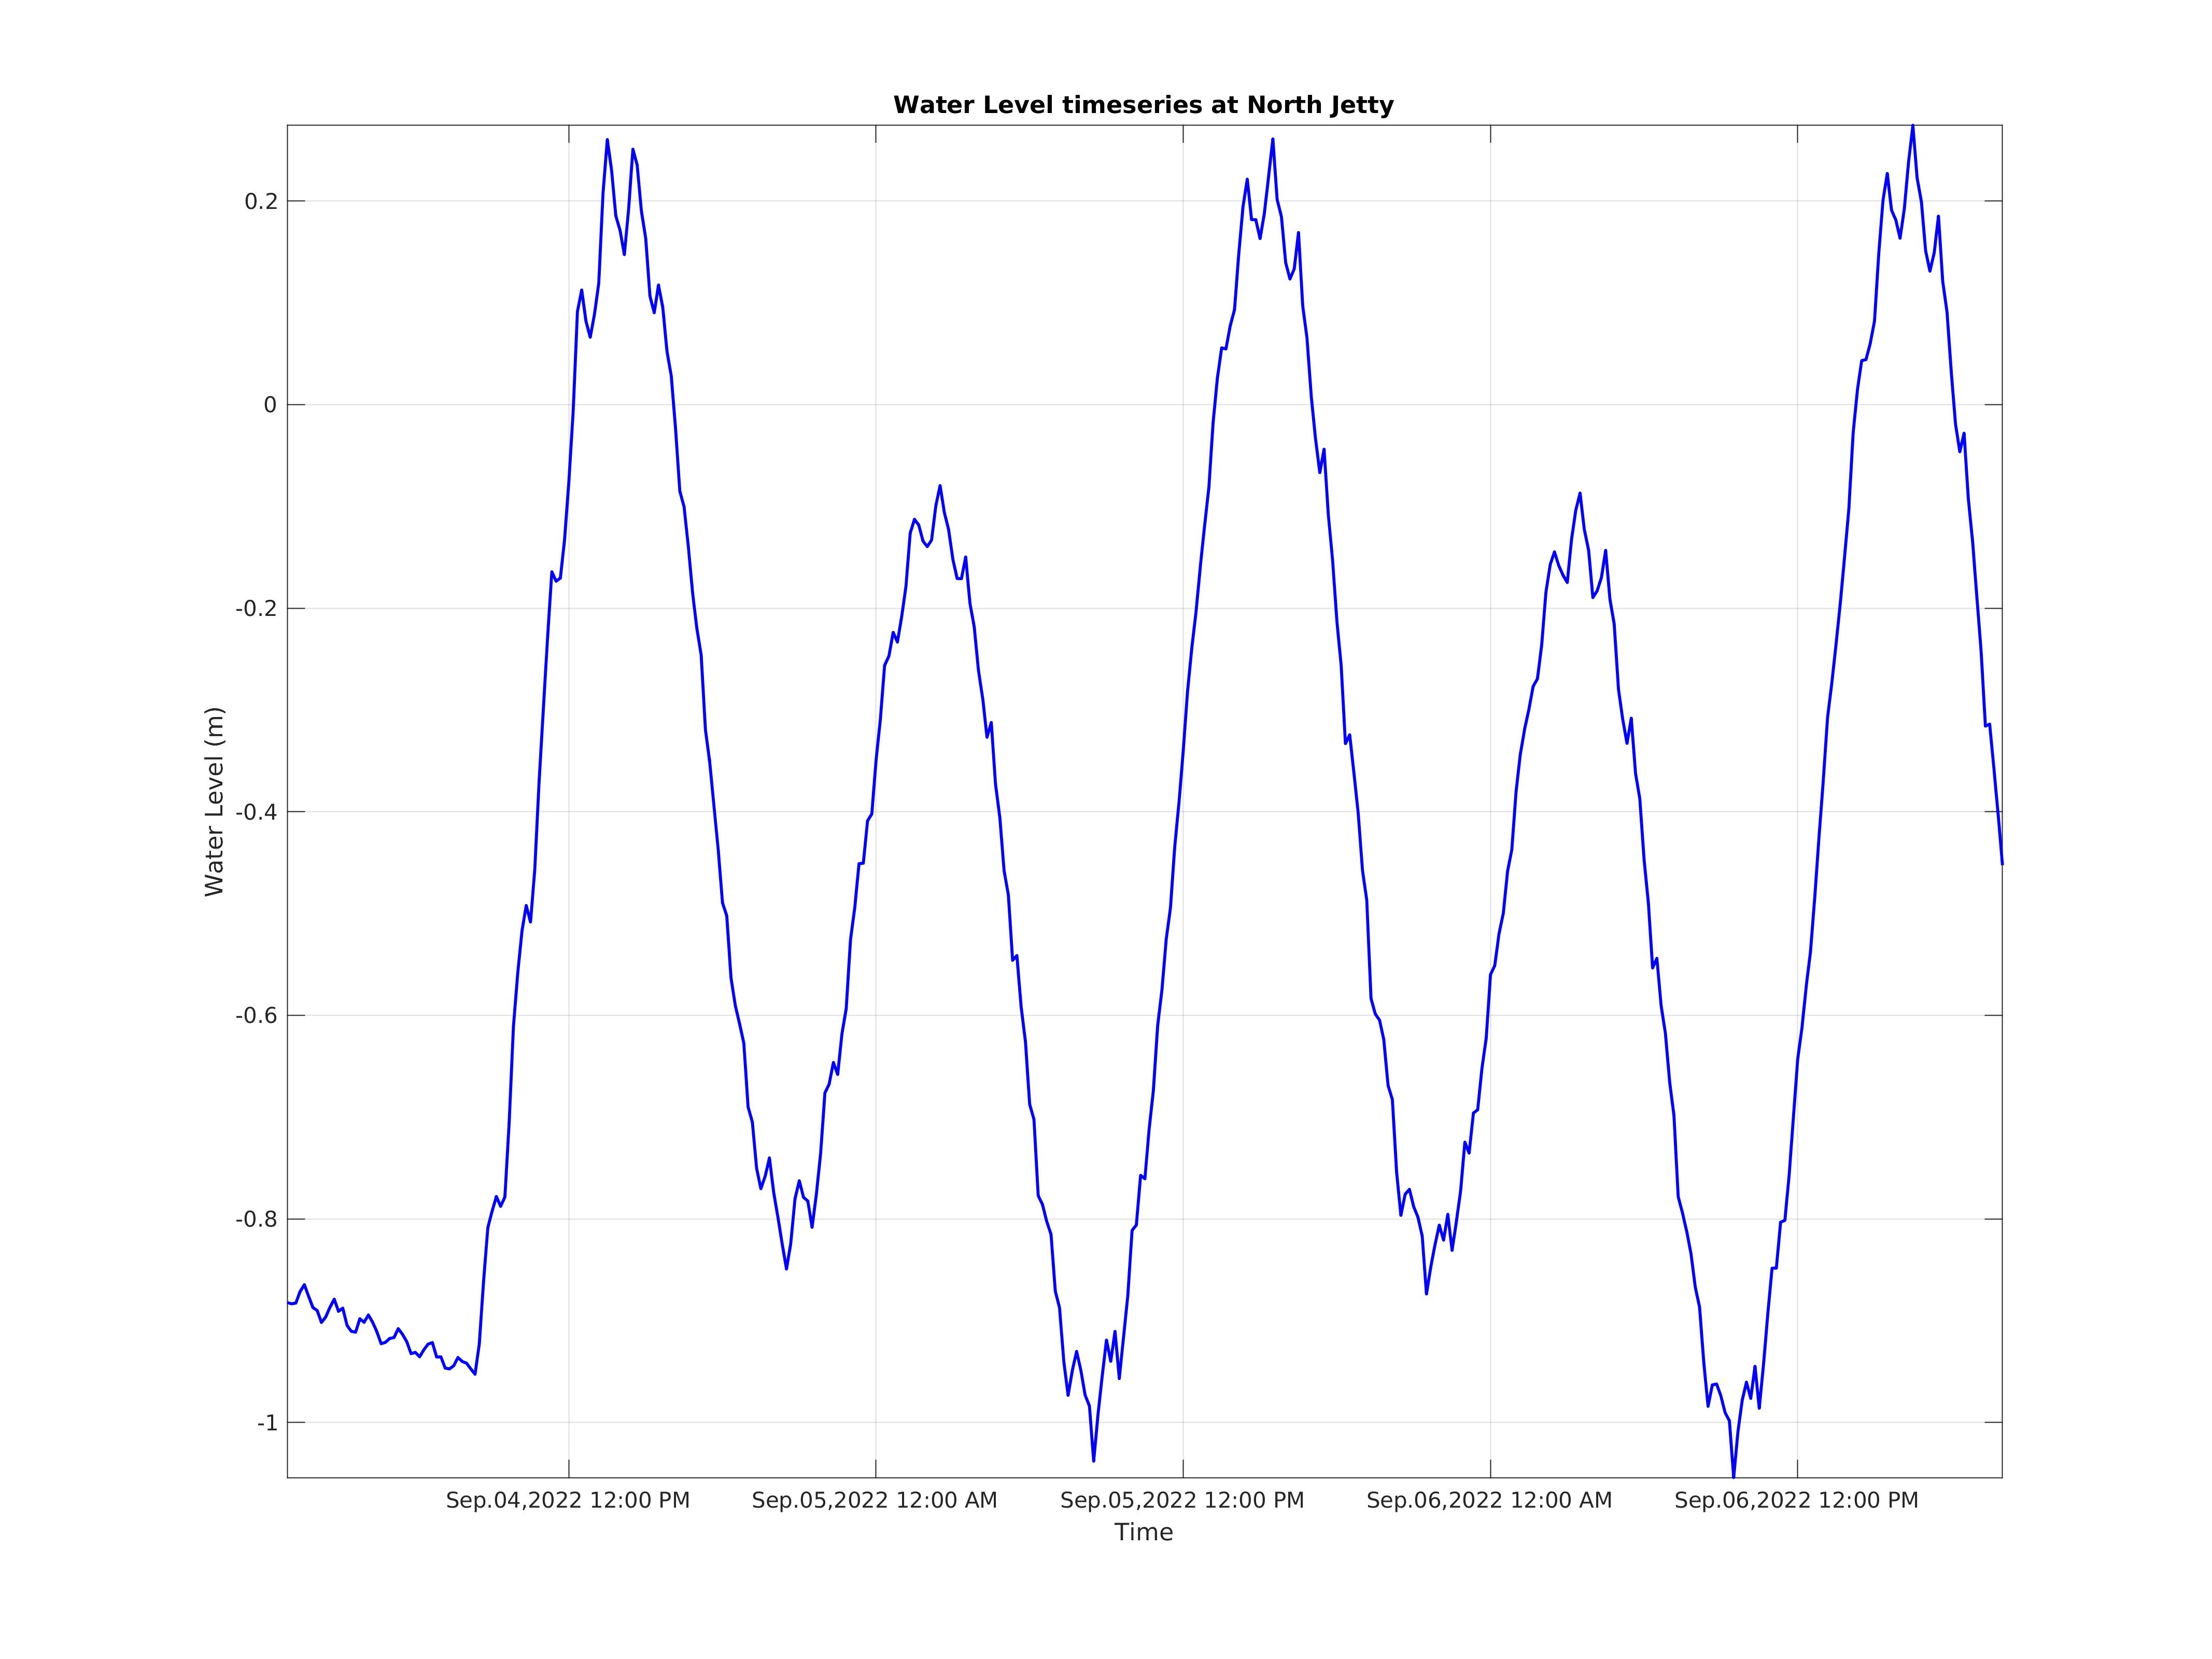 Water Level timeseries at North Jetty
0.2
0
-0.2
-0.4
-0.6
-0.8
-1
Water Level (m)
Sep.04,2022 12:00 PM
Sep.05,2022 12:00 AM
Sep.05,2022 12:00 PM
Sep.06,2022 12:00 AM
Sep.06,2022 12:00 PM
Time